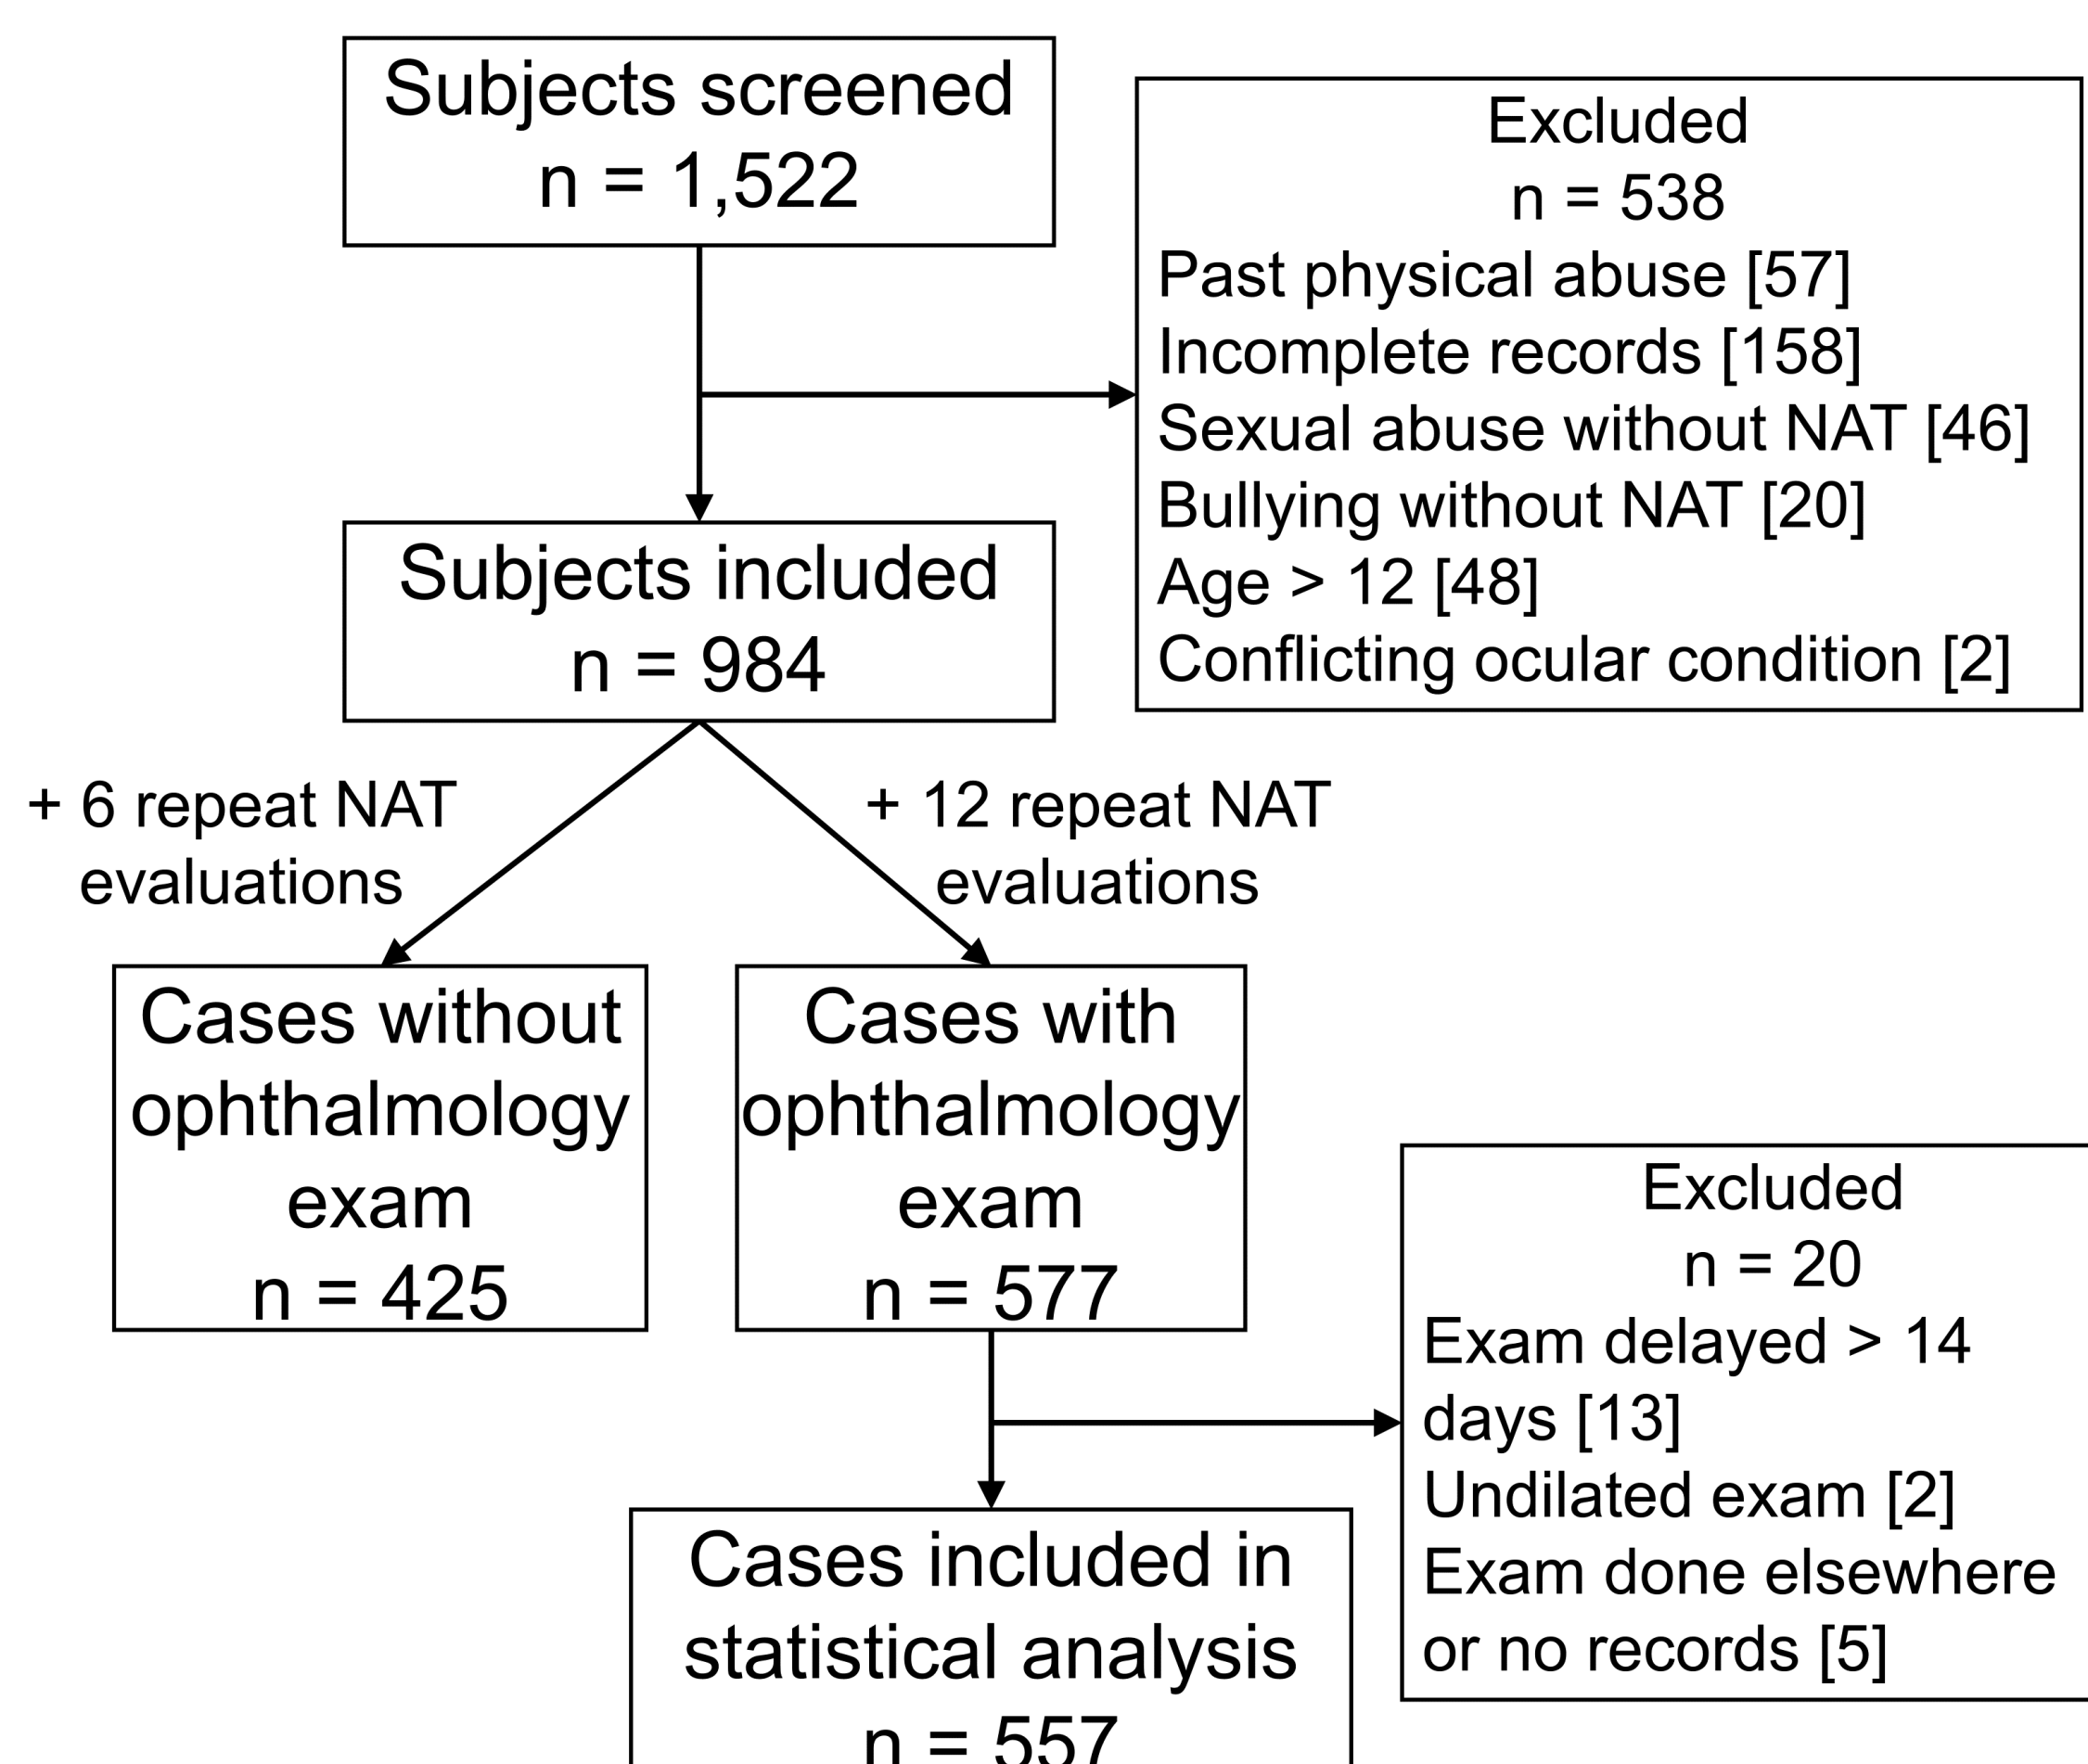 Subjects screened
n = 1,522
Excluded
n = 538
Past physical abuse [57]
Incomplete records [158]
Sexual abuse without NAT [46]
Bullying without NAT [20]
Age > 12 [48]
Conflicting ocular condition [2]
Subjects included
n = 984
+ 6 repeat NAT
evaluations
+ 12 repeat NAT
evaluations
Cases without
ophthalmology
exam
n = 425
Cases with
ophthalmology
exam
n = 577
Excluded
n = 20
Exam delayed > 14
days [13]
Undilated exam [2]
Exam done elsewhere
or no records [5]
Cases included in
statistical analysis
n = 557